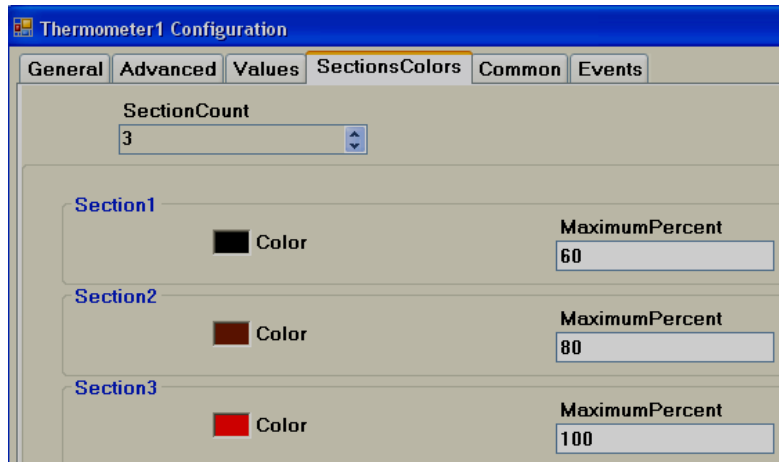 Thermometer1 Configuration
General Advanced Values SectionsColors Common Events
SectionCount
3
Section1
Color
MaximumPercent
60
Section2
Color
MaximumPercent
80
Section3
Color
MaximumPercent
100